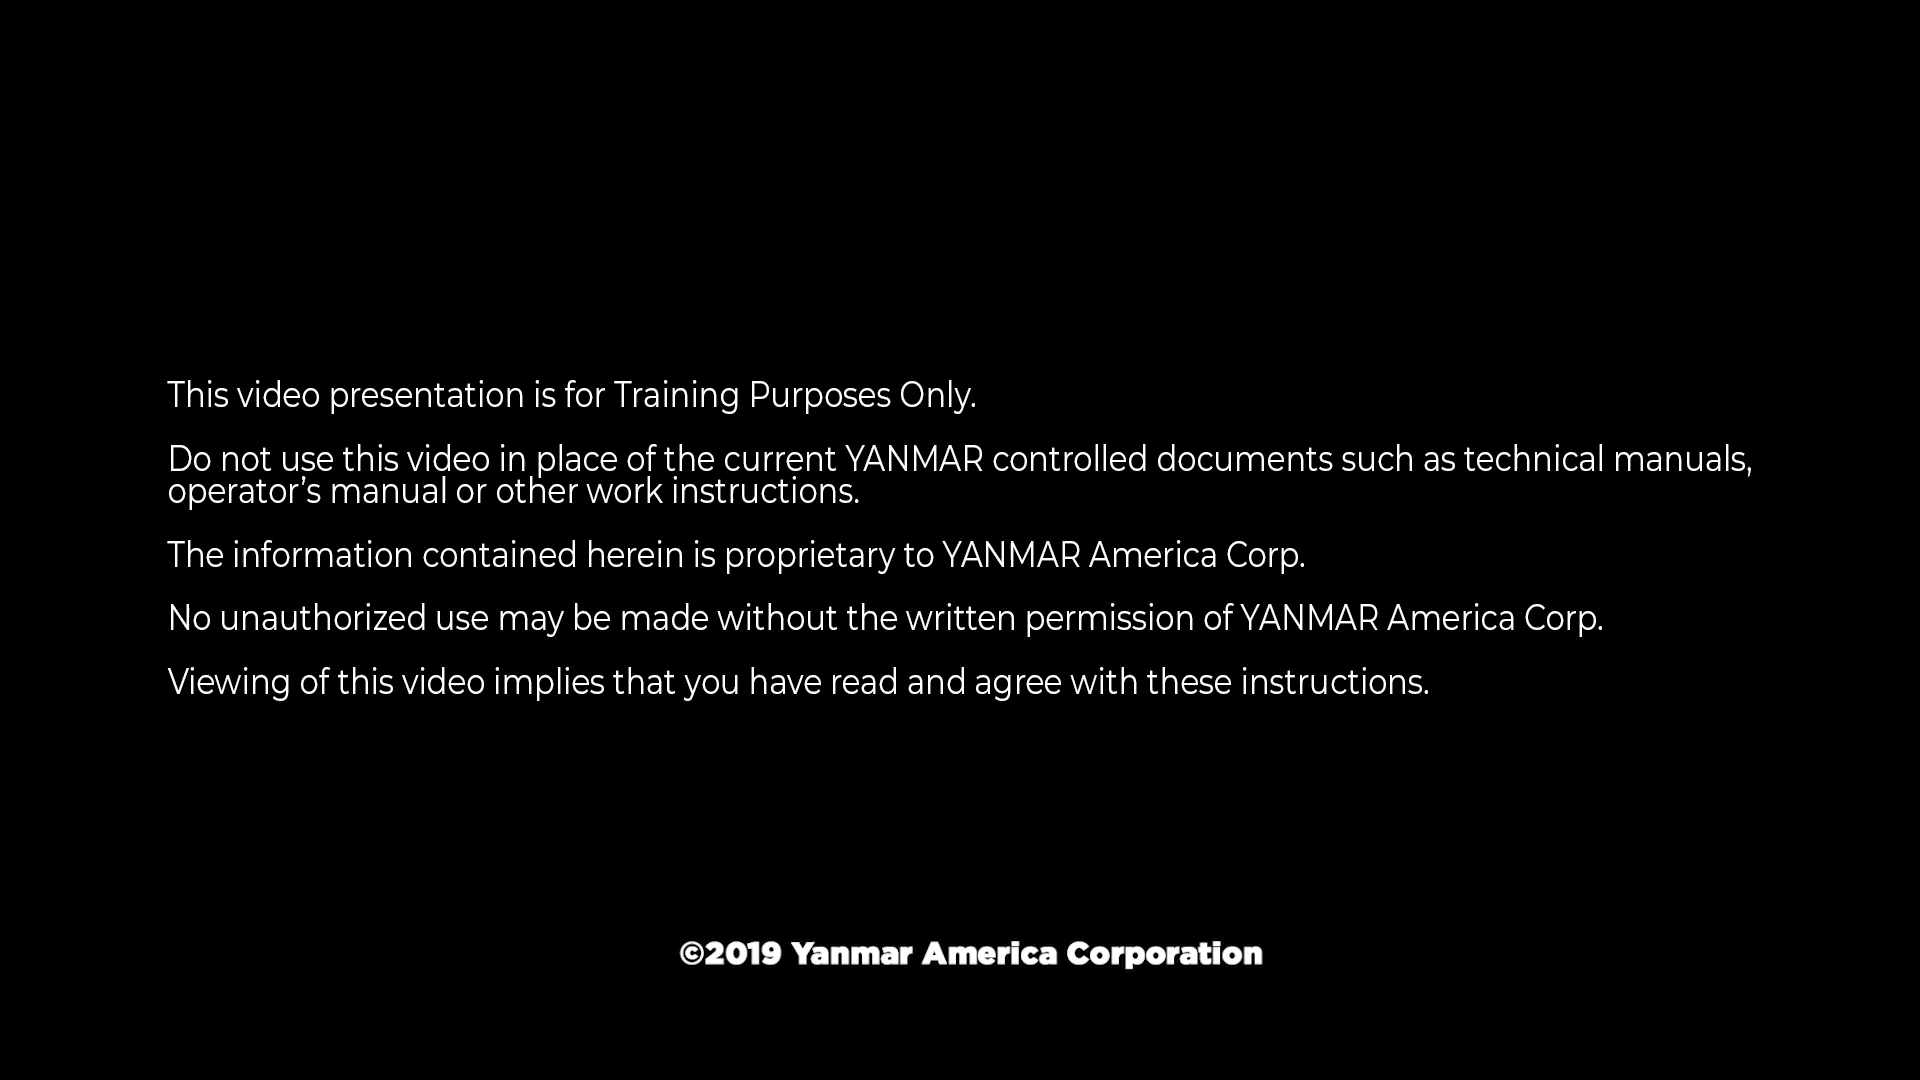 This video presentation is for Training Purposes Only.
Do not use this video in place of the current YANMAR controlled documents such as technical manuals,
operator’s manual or other work instructions.
The information contained herein is proprietary to YANMAR America Corp.
No unauthorized use may be made without the written permission of YANMAR America Corp.
Viewing of this video implies that you have read and agree with these instructions.
©2019 Yanmar America Corporation